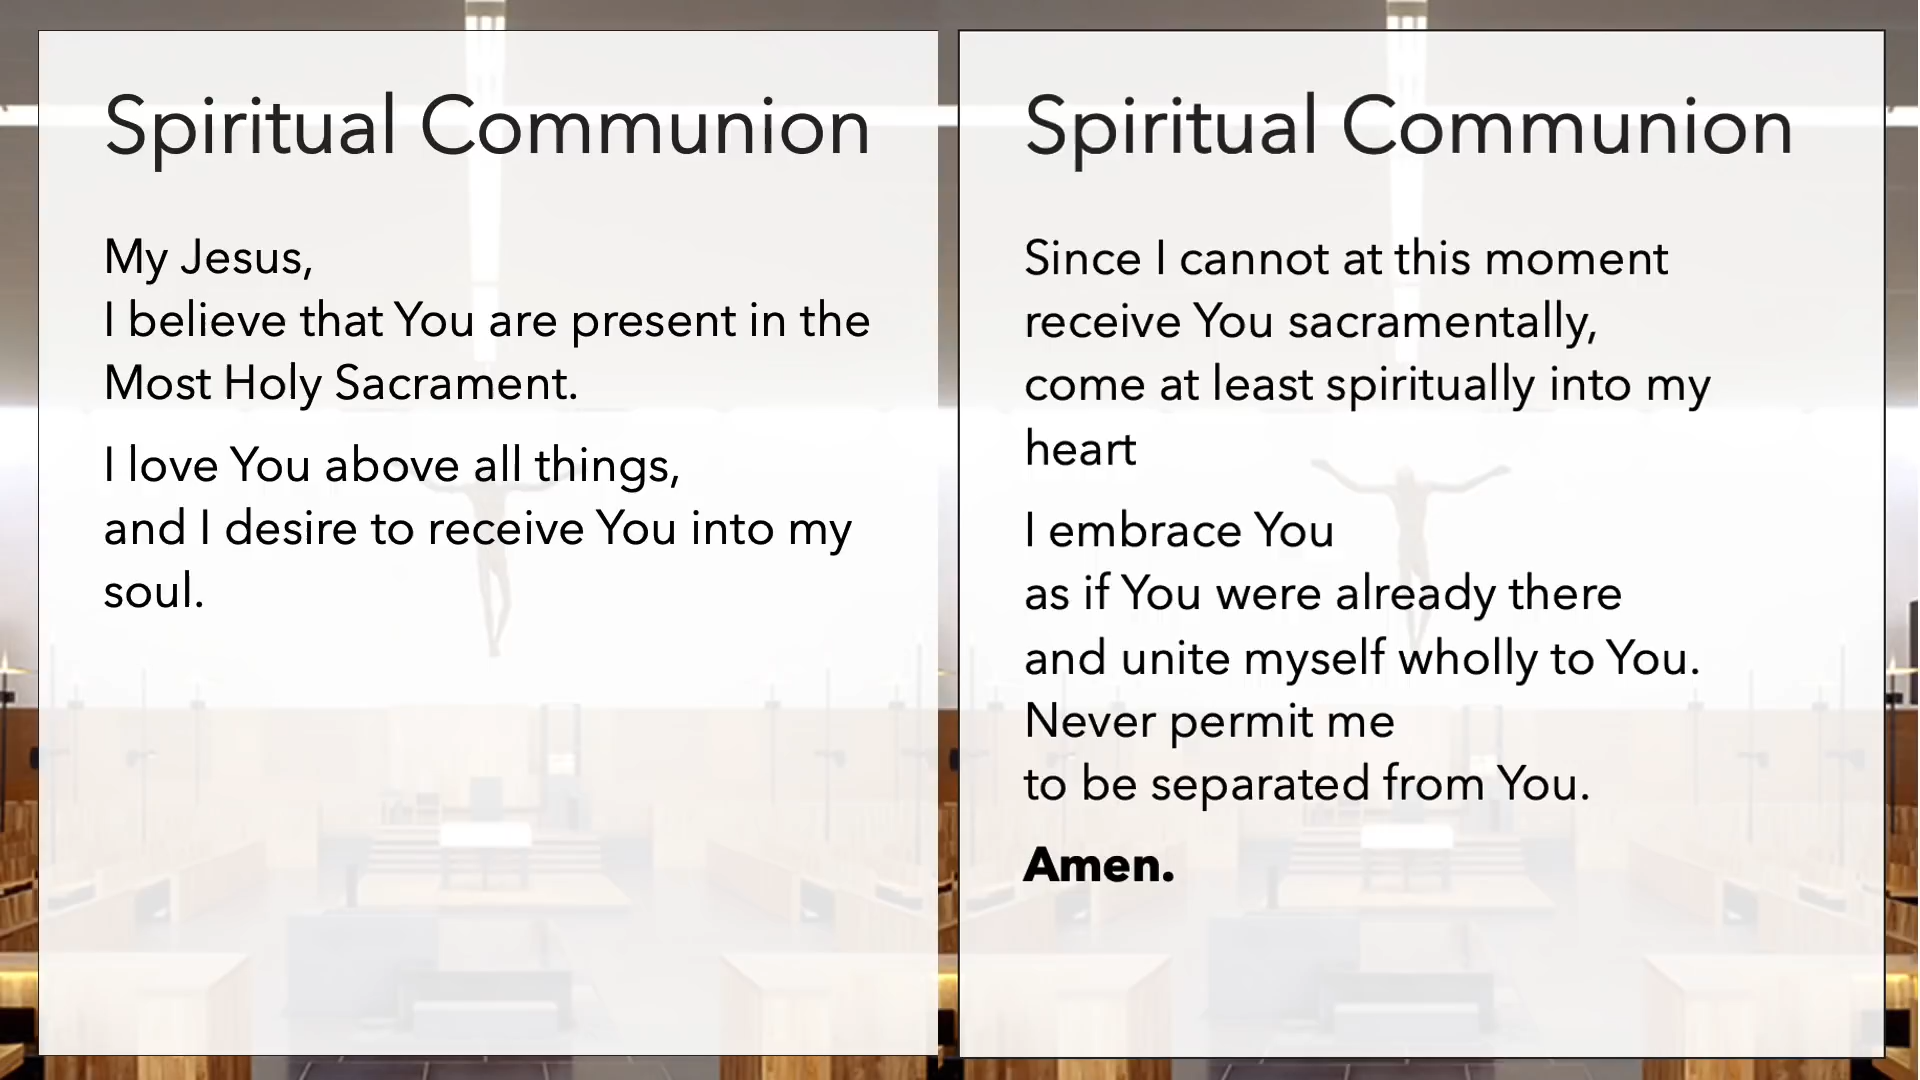 Spiritual Communion
My Jesus,
I believe that You are present in the
Most Holy Sacrament.
I love You above all things,
and I desire to receive You into my
soul.
Spiritual Communion
Since I cannot at this moment
receive You sacramentally,
come at least spiritually into my
heart
I embrace You
as if You were already there
and unite myself wholly to You.
Never permit me
to be separated from You.
Amen.